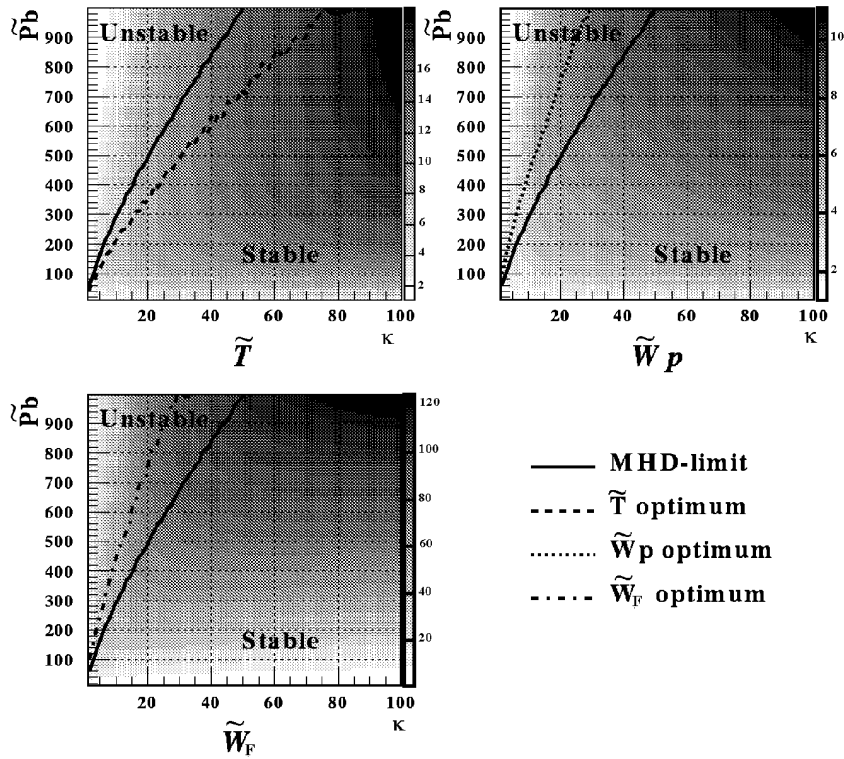 P̃b
900
800
700
600
500
400
300
200
100
Unstable
Stable
16
14
12
10
8
6
4
2
20 40 60 80 100
κ
T̃
P̃b
900
800
700
600
500
400
300
200
100
Unstable
Stable
10
8
6
4
2
20 40 60 80 100
κ
W̃p
P̃b
900
800
700
600
500
400
300
200
100
Unstable
Stable
120
100
80
60
40
20
20 40 60 80 100
κ
W̃F
MHD-limit
T̃ optimum
W̃p optimum
W̃F optimum